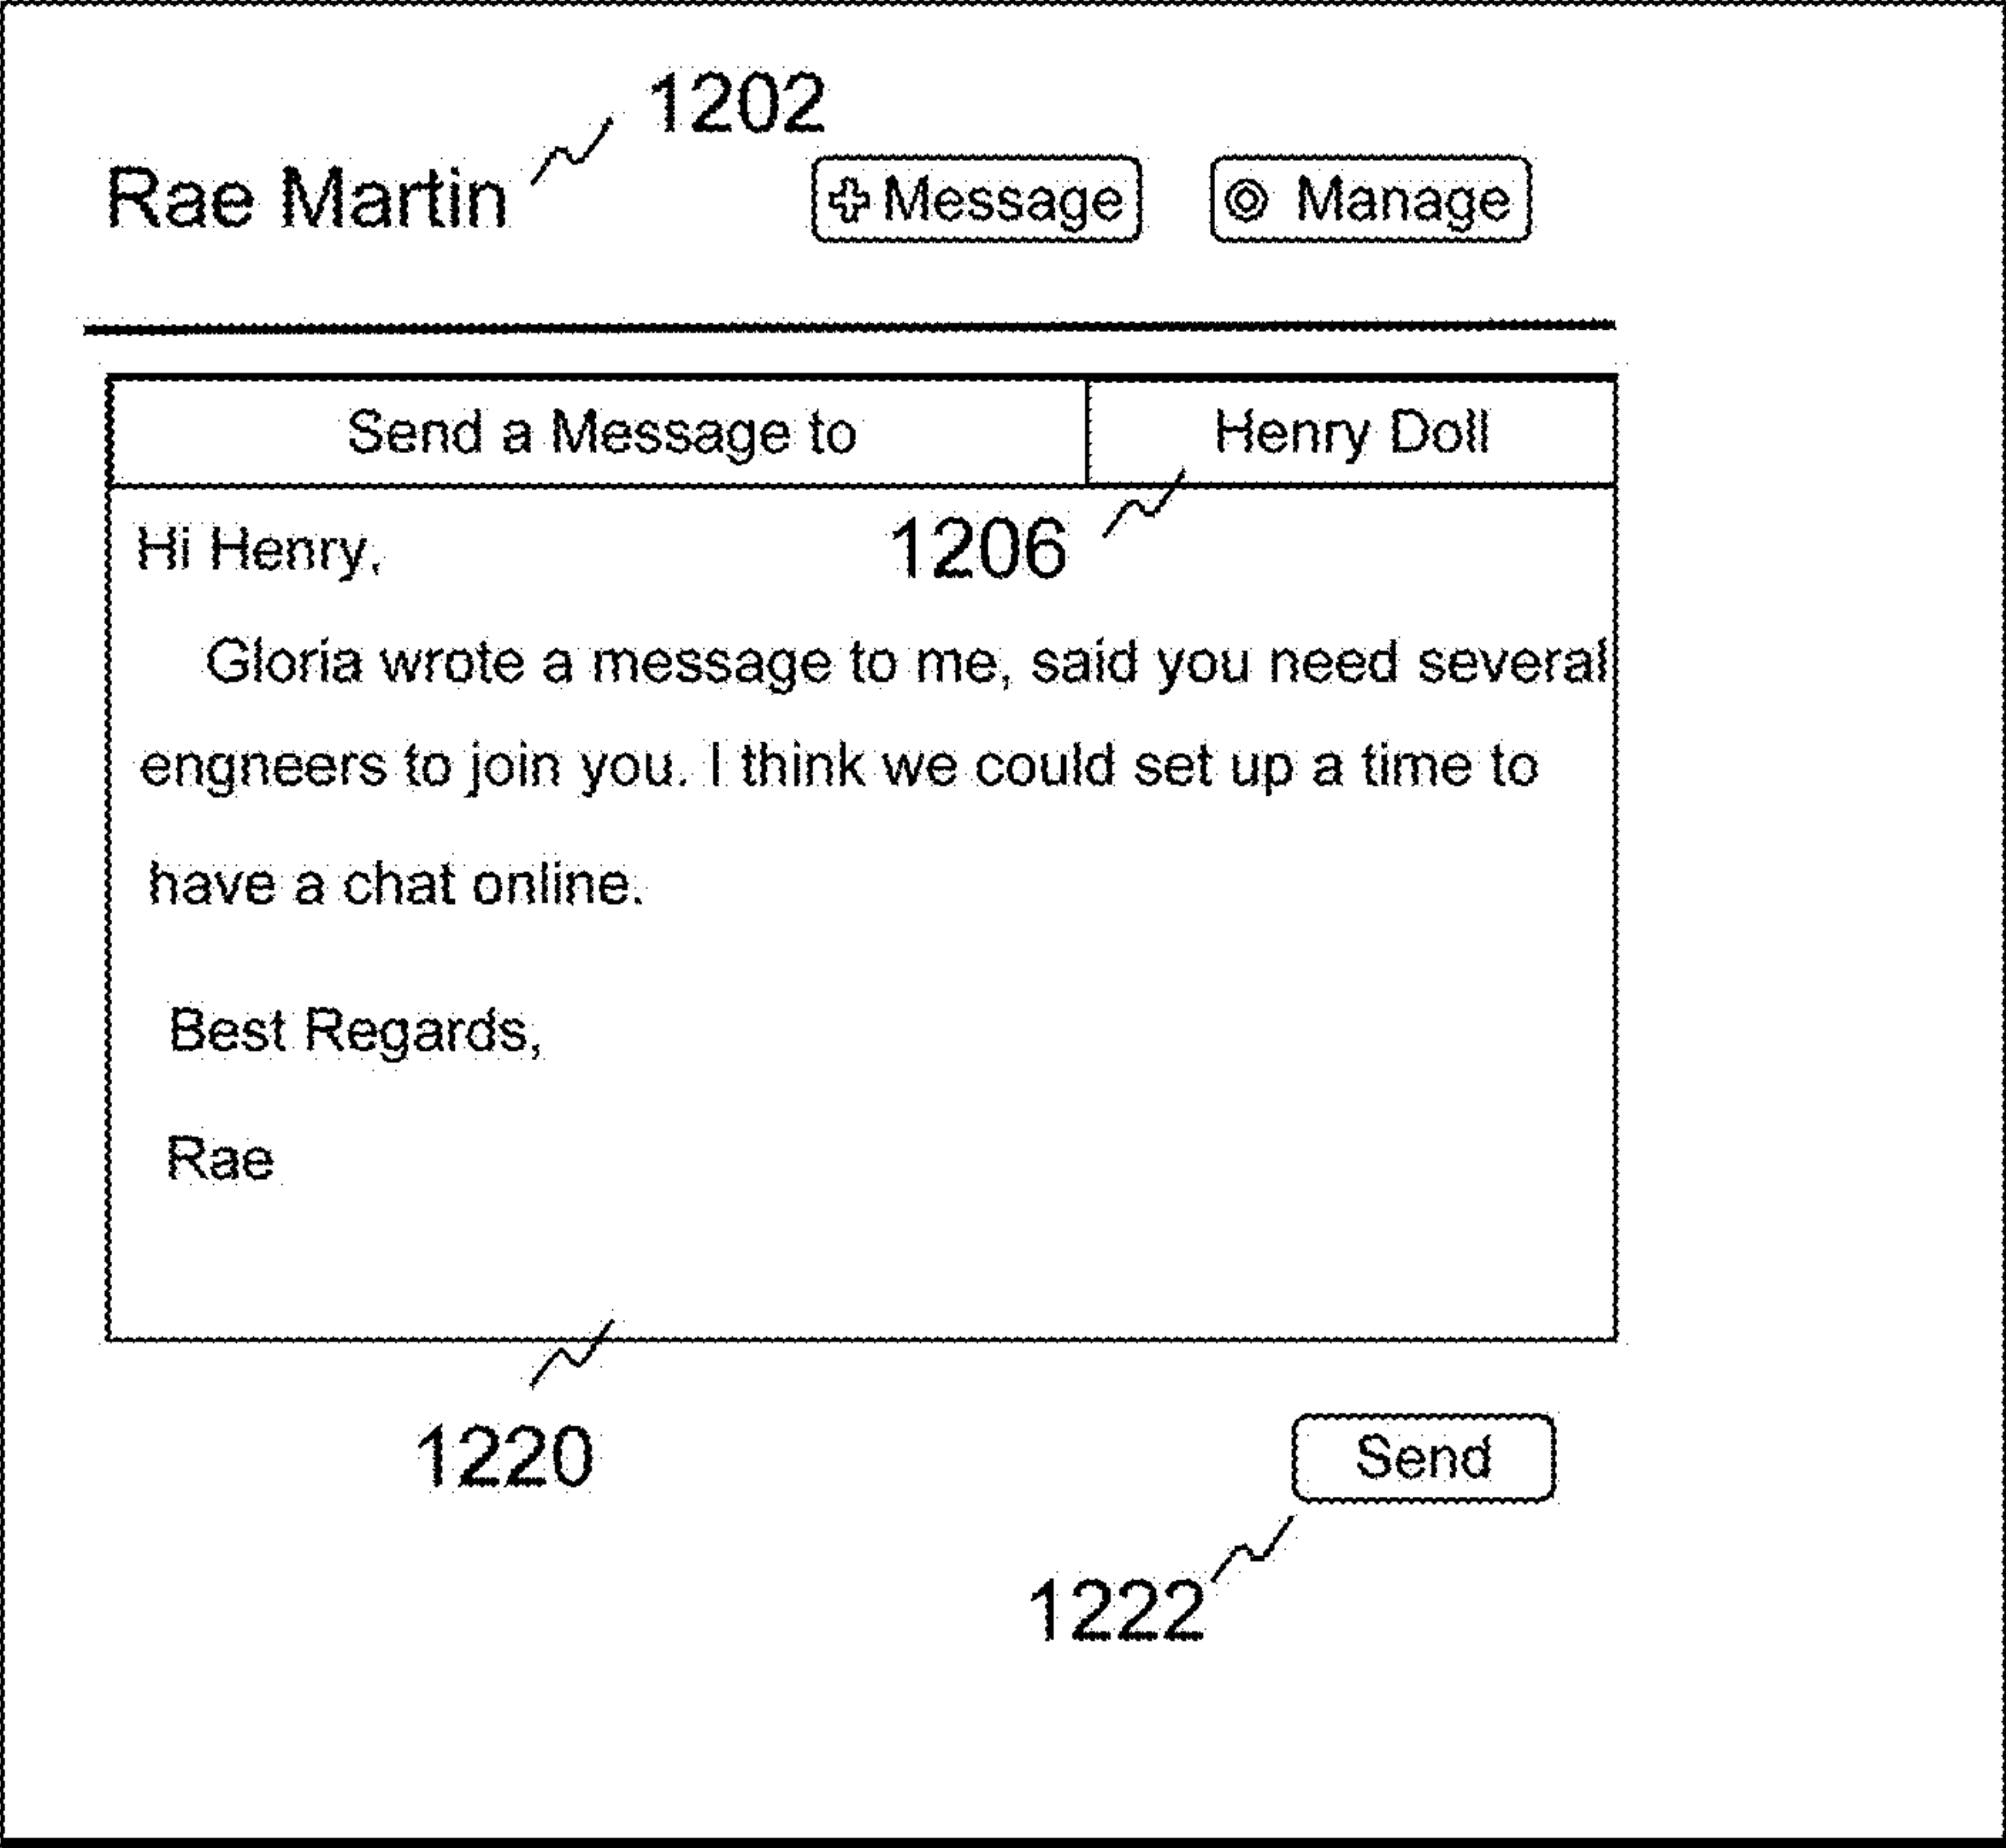 1202
Rae Martin
Message
Manage
Send a Message to
Henry Doll
Hi Henry,
1206
Gloria wrote a message to me, said you need several
engneers to join you. I think we could set up a time to
have a chat online.
Best Regards,
Rae
1220
Send
1222